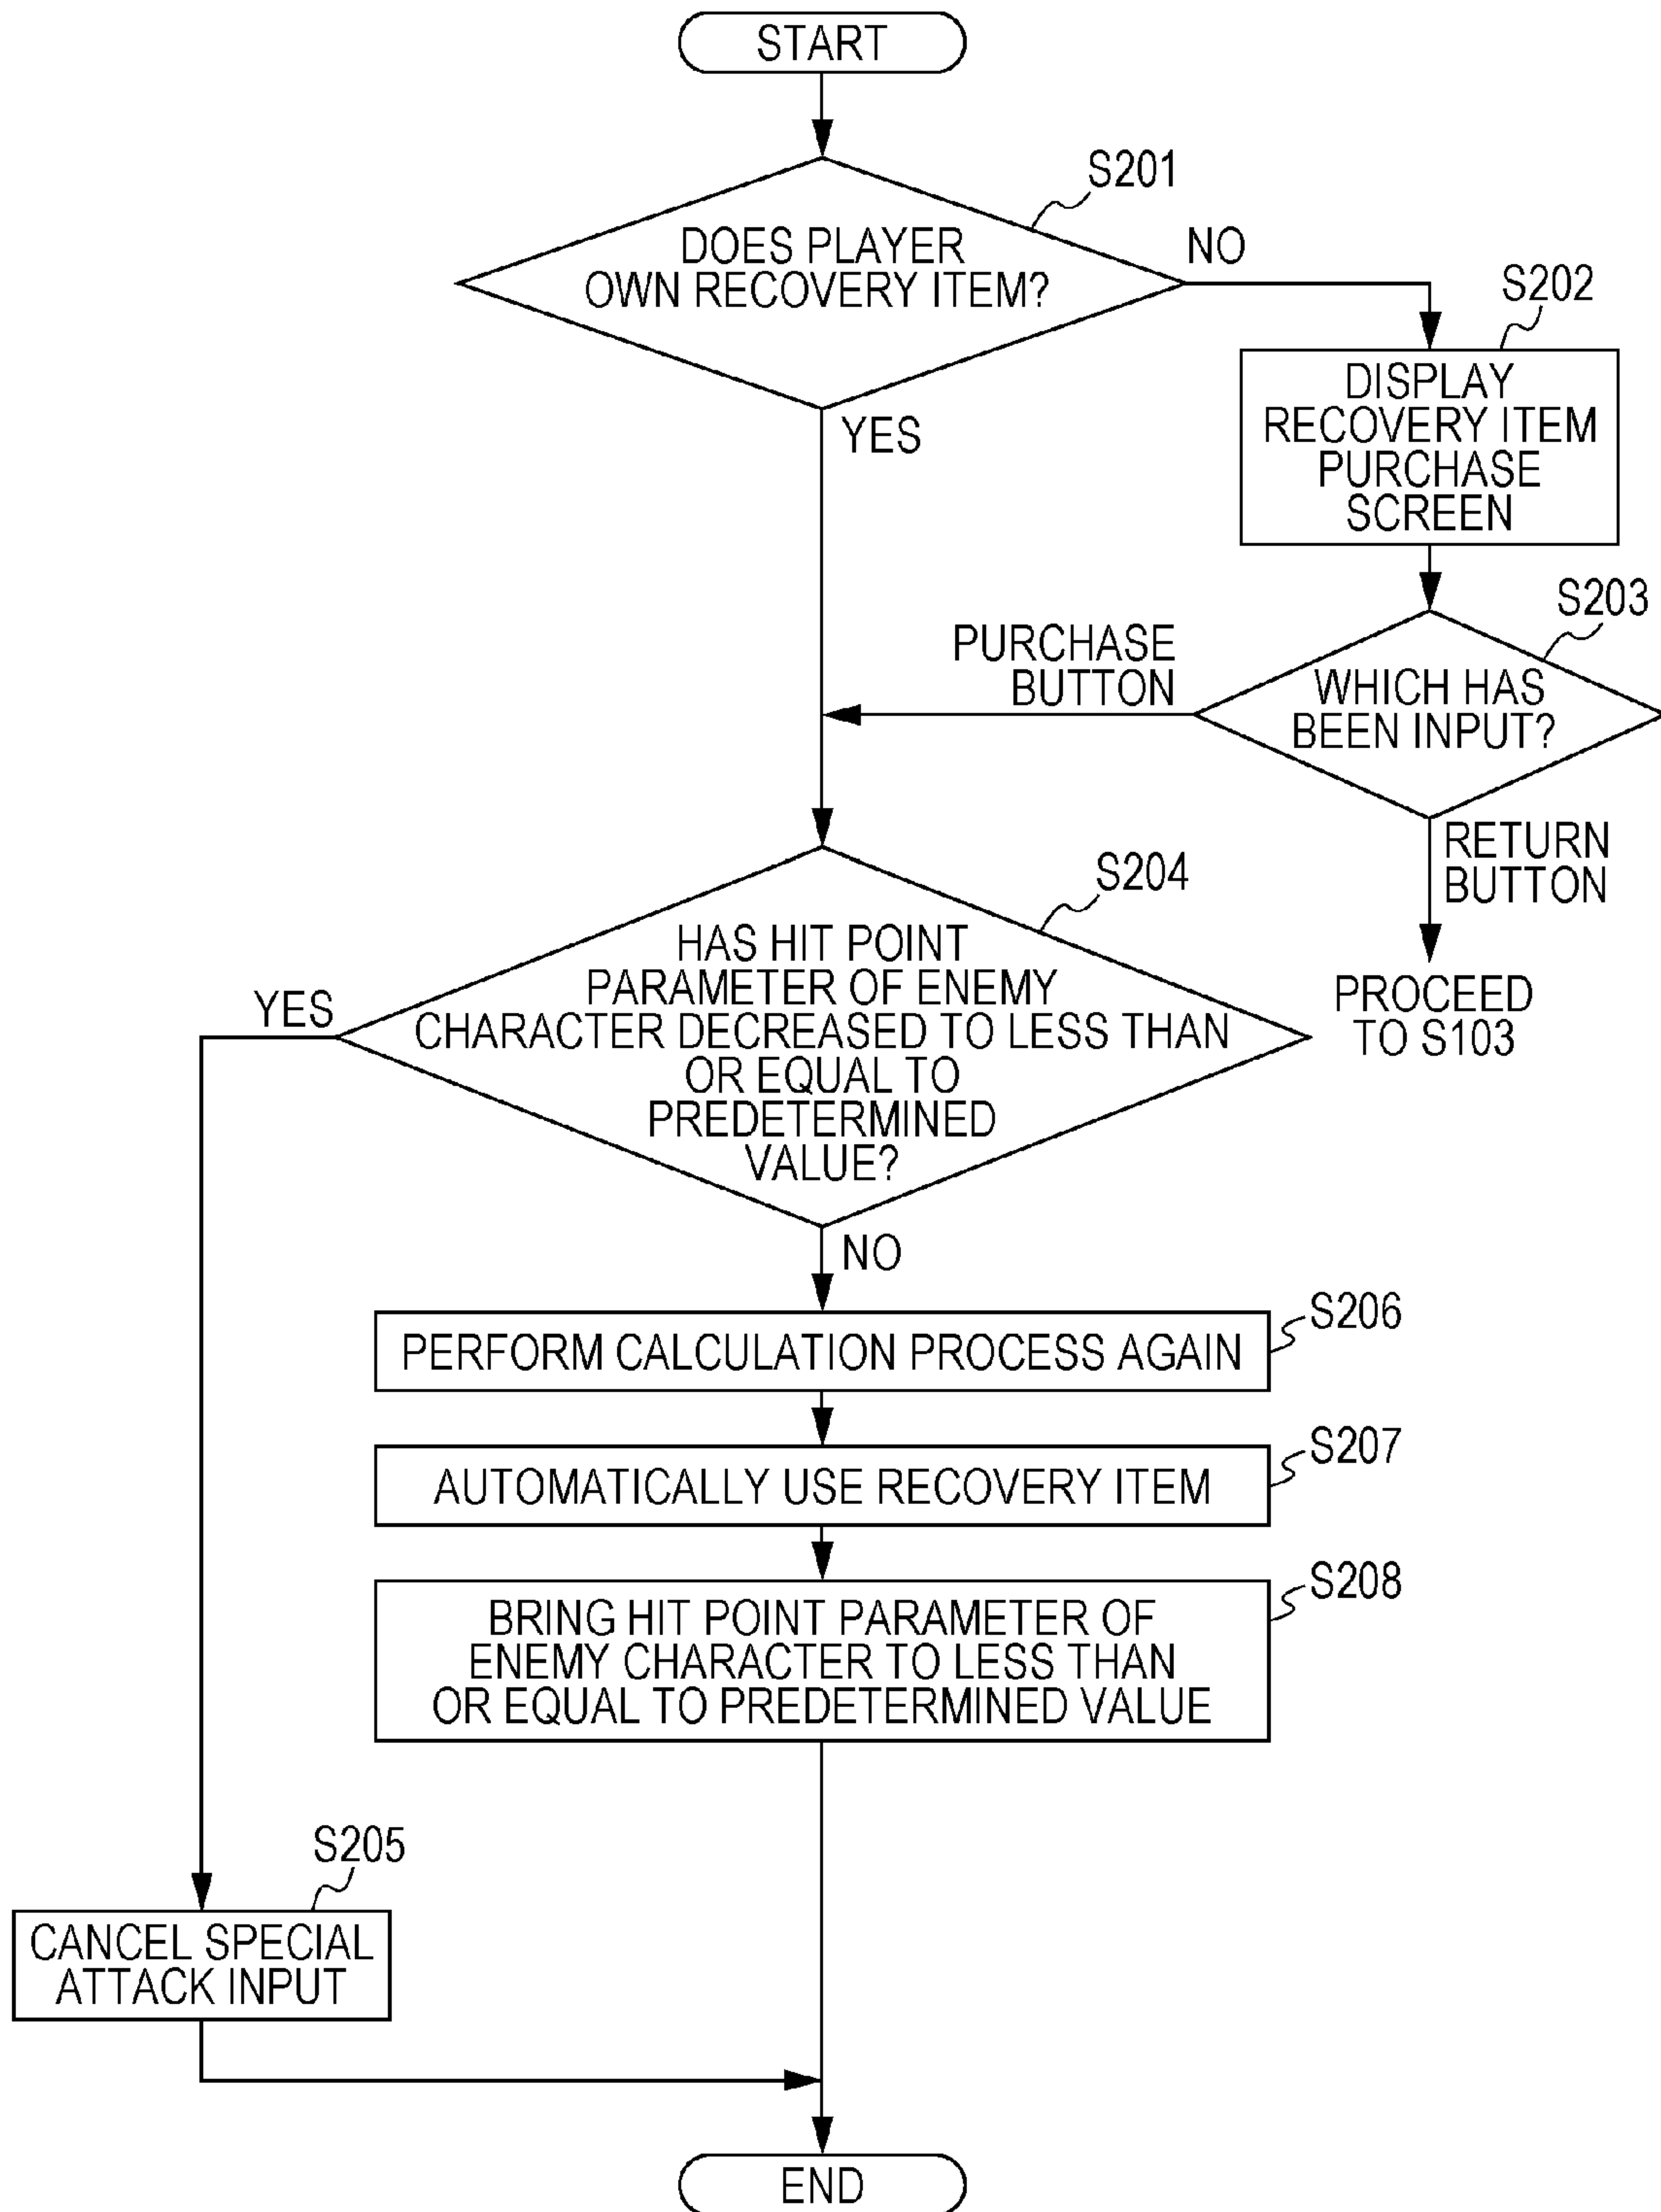 START
S201
DOES PLAYER
OWN RECOVERY ITEM?
NO
YES
S202
DISPLAY
RECOVERY ITEM
PURCHASE
SCREEN
S203
WHICH HAS
BEEN INPUT?
PURCHASE
BUTTON
RETURN
BUTTON
PROCEED
TO S103
S204
HAS HIT POINT
PARAMETER OF ENEMY
CHARACTER DECREASED TO LESS THAN
OR EQUAL TO
PREDETERMINED
VALUE?
YES
NO
S206
PERFORM CALCULATION PROCESS AGAIN
S207
AUTOMATICALLY USE RECOVERY ITEM
S208
BRING HIT POINT PARAMETER OF
ENEMY CHARACTER TO LESS THAN
OR EQUAL TO PREDETERMINED VALUE
S205
CANCEL SPECIAL
ATTACK INPUT
END